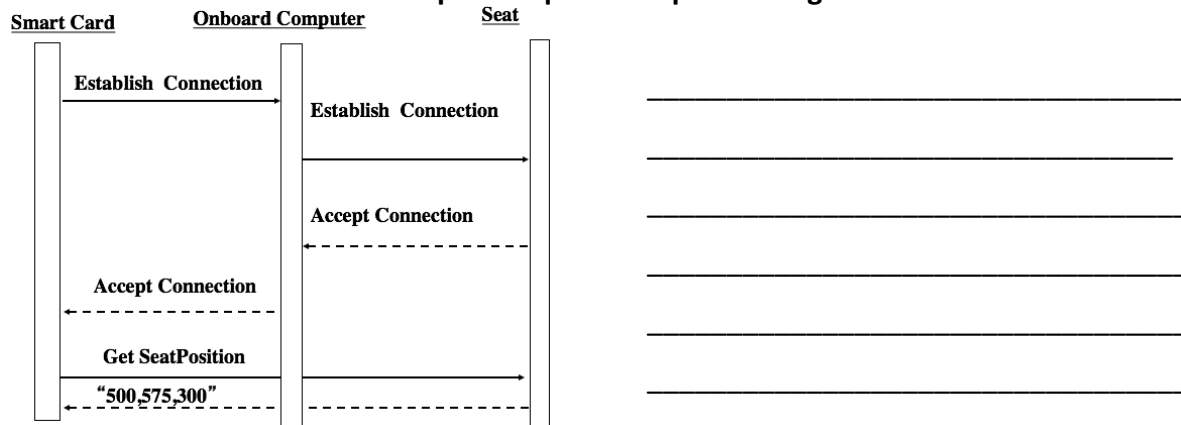 Smart Card Onboard Computer Seat
Establish Connection
Establish Connection
Accept Connection
Accept Connection
Get SeatPosition
“500,575,300”